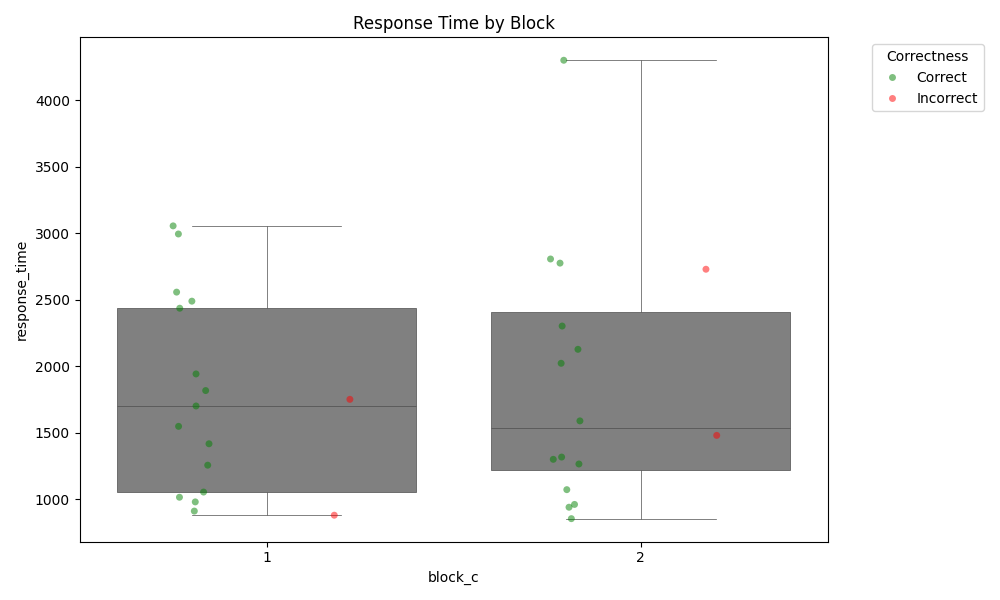 Response Time by Block
Correctness
Correct
Incorrect
4000
3500
3000
2500
2000
1500
1000
response_time
1
2
block_c